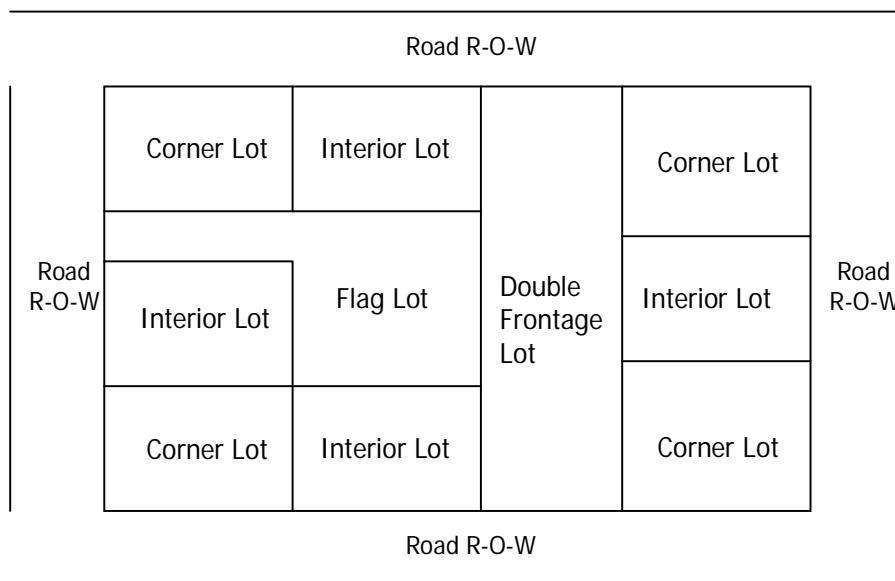 Road R-O-W
Corner Lot
Interior Lot
Corner Lot
Road
R-O-W
Interior Lot
Flag Lot
Double
Frontage
Lot
Interior Lot
Road
R-O-W
Corner Lot
Interior Lot
Corner Lot
Road R-O-W